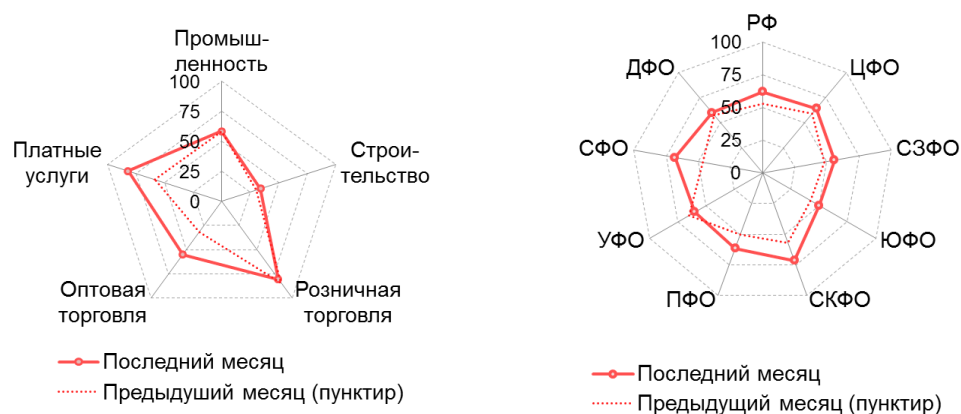 Промыш-
ленность
100
75
50
25
0
Строи-
тельство
Розничная
торговля
Оптовая
торговля
Платные
услуги
Последний месяц
Предыдуший месяц (пунктир)
РФ
100
75
50
25
0
ЦФО
СЗФО
ЮФО
СКФО
ПФО
УФО
СФО
ДФО
Последний месяц
Предыдущий месяц (пунктир)